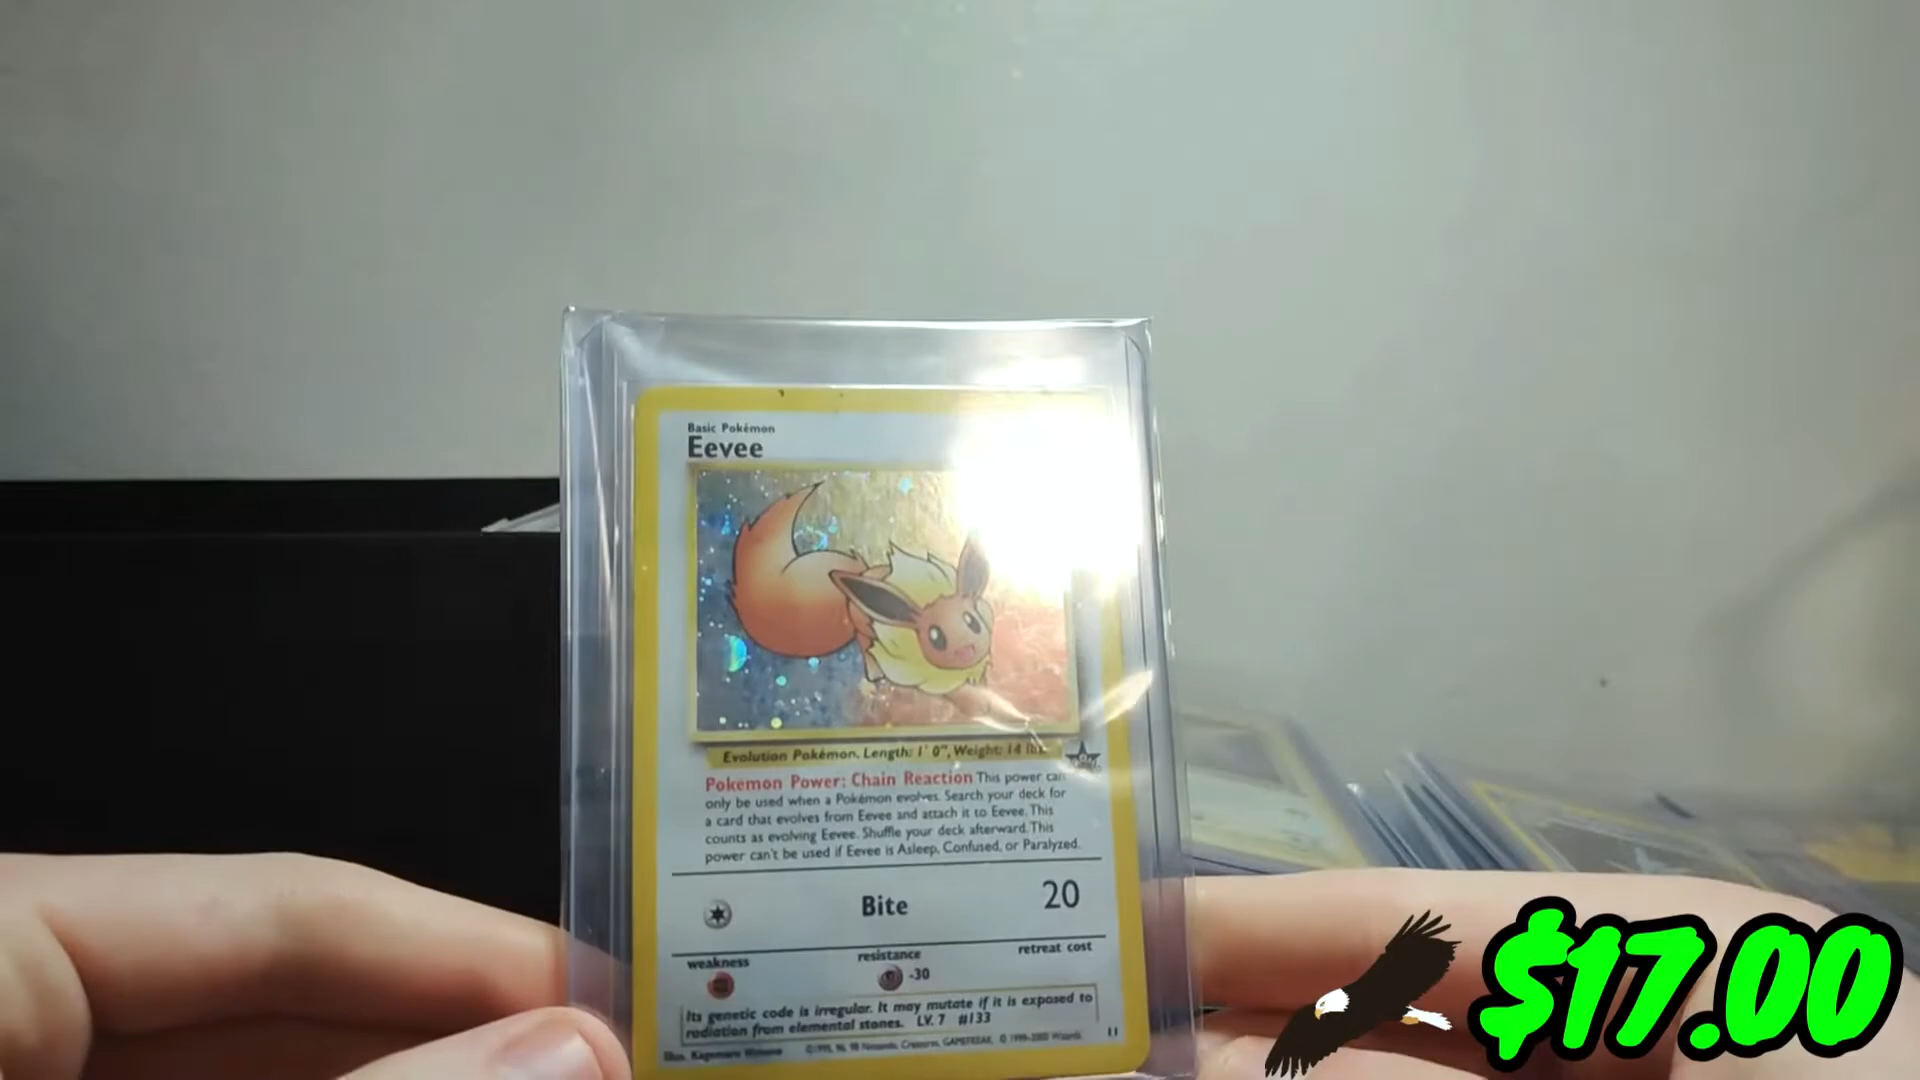 Basic Pokémon
Eevee
Evolution Pokémon. Length: 1' 0", Weight: 14 lbs.
Pokémon Power: Chain Reaction This power can
only be used when a Pokémon evolves. Search your deck for
a card that evolves from Eevee and attach it to Eevee. This
counts as evolving Eevee. Shuffle your deck afterward. This
power can't be used if Eevee is Asleep, Confused, or Paralyzed.
Bite 20
weakness resistance retreat cost
-30
Its genetic code is irregular. It may mutate if it is exposed to
radiation from elemental stones. LV. 7 #133
11
Illus. Kagemaru Himeno ©1995, 96, 98 Nintendo, Creatures, GAMEFREAK. © 1999-2000 Wizards.
$17.00